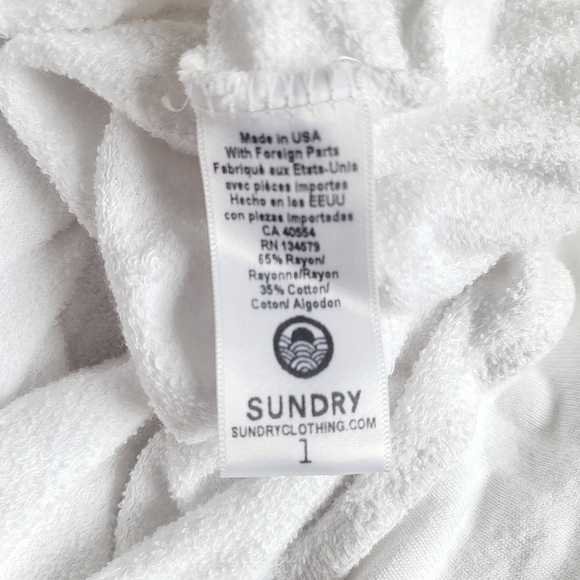 Made in USA
With Foreign Parts
Fabriqué aux Etats-Unis
avec pièces importes
Hecho en los EEUU
con piezas importadas
CA 40554
RN 134579
65% Rayon/
Rayonne/Rayon
35% Cotton/
Coton/ Algodon
SUNDRY
SUNDRYCLOTHING.COM
1